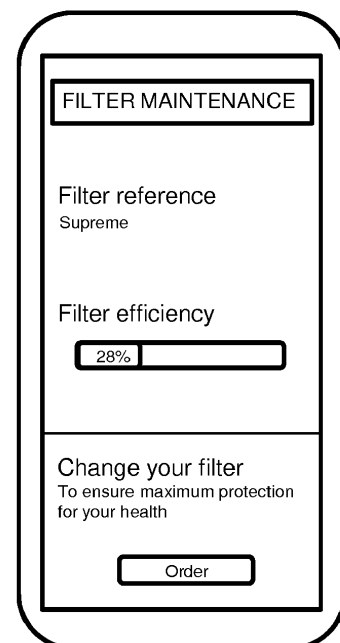 FILTER MAINTENANCE
Filter reference
Supreme
Filter efficiency
28%
Change your filter
To ensure maximum protection
for your health
Order